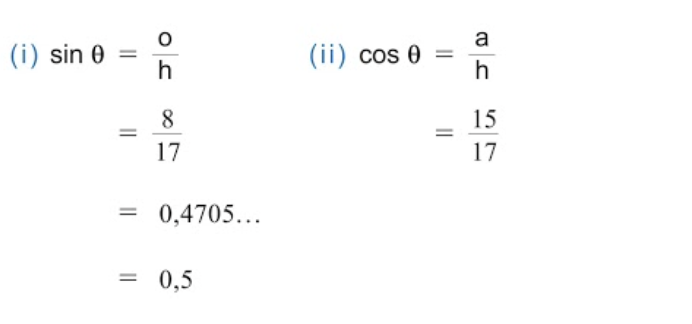 (i) sin θ = o/h (ii) cos θ = a/h
= 8/17 = 15/17
= 0,4705...
= 0,5